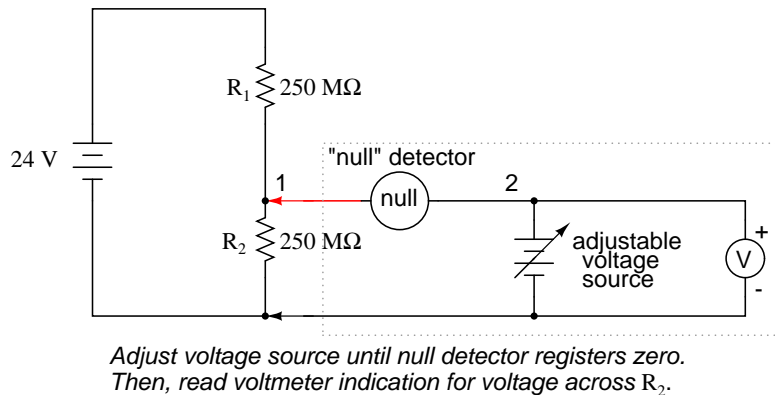 "null" detector
R1 250 MΩ
24 V
1
null
2
R2 250 MΩ
adjustable
voltage
source
+
V
-
Adjust voltage source until null detector registers zero.
Then, read voltmeter indication for voltage across R2.